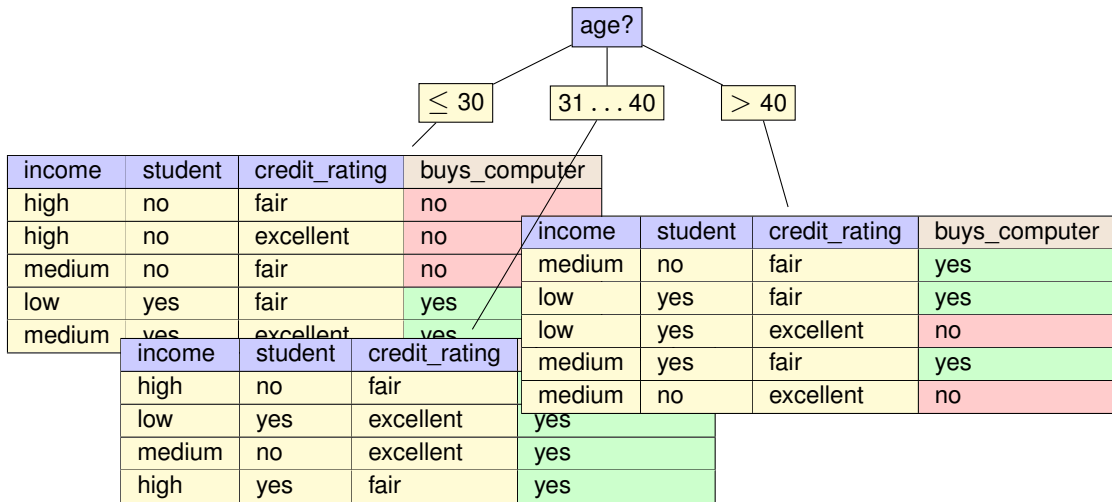 age?
≤ 30
31 . . . 40
> 40
income student credit_rating buys_computer
high no fair no
high no excellent no
medium no fair no
low yes fair yes
medium yes excellent yes
income student credit_rating
high no fair
low yes excellent yes
medium no excellent yes
high yes fair yes
income student credit_rating buys_computer
medium no fair yes
low yes fair yes
low yes excellent no
medium yes fair yes
medium no excellent no